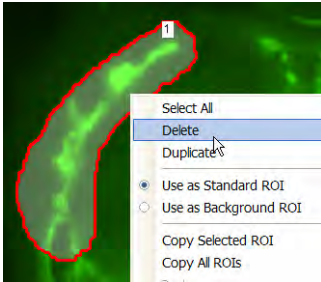 1
Select All
Delete
Duplicate
Use as Standard ROI
Use as Background ROI
Copy Selected ROI
Copy All ROIs